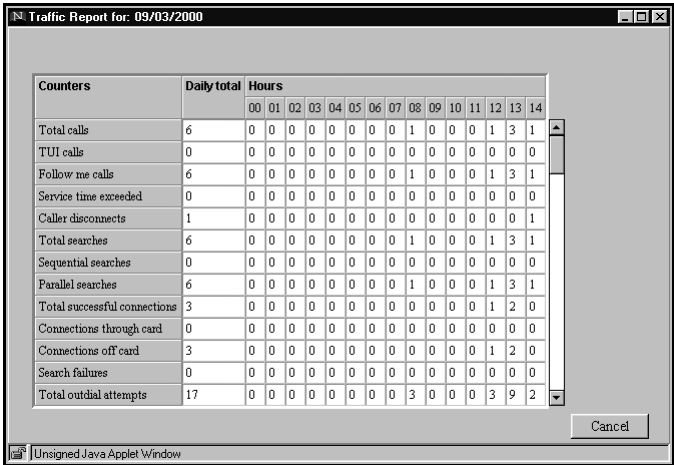 N Traffic Report for: 09/03/2000
Counters Daily total Hours
00 01 02 03 04 05 06 07 08 09 10 11 12 13 14
Total calls 6 0 0 0 0 0 0 0 0 1 0 0 0 1 3 1
TUI calls 0 0 0 0 0 0 0 0 0 0 0 0 0 0 0 0
Follow me calls 6 0 0 0 0 0 0 0 0 1 0 0 0 1 3 1
Service time exceeded 0 0 0 0 0 0 0 0 0 0 0 0 0 0 0 0
Caller disconnects 1 0 0 0 0 0 0 0 0 0 0 0 0 0 0 1
Total searches 6 0 0 0 0 0 0 0 0 1 0 0 0 1 3 1
Sequential searches 0 0 0 0 0 0 0 0 0 0 0 0 0 0 0 0
Parallel searches 6 0 0 0 0 0 0 0 0 1 0 0 0 1 3 1
Total successful connections 3 0 0 0 0 0 0 0 0 0 0 0 0 1 2 0
Connections through card 0 0 0 0 0 0 0 0 0 0 0 0 0 0 0 0
Connections off card 3 0 0 0 0 0 0 0 0 0 0 0 0 1 2 0
Search failures 0 0 0 0 0 0 0 0 0 0 0 0 0 0 0 0
Total outdial attempts 17 0 0 0 0 0 0 0 0 3 0 0 0 3 9 2
Cancel
Unsigned Java Applet Window